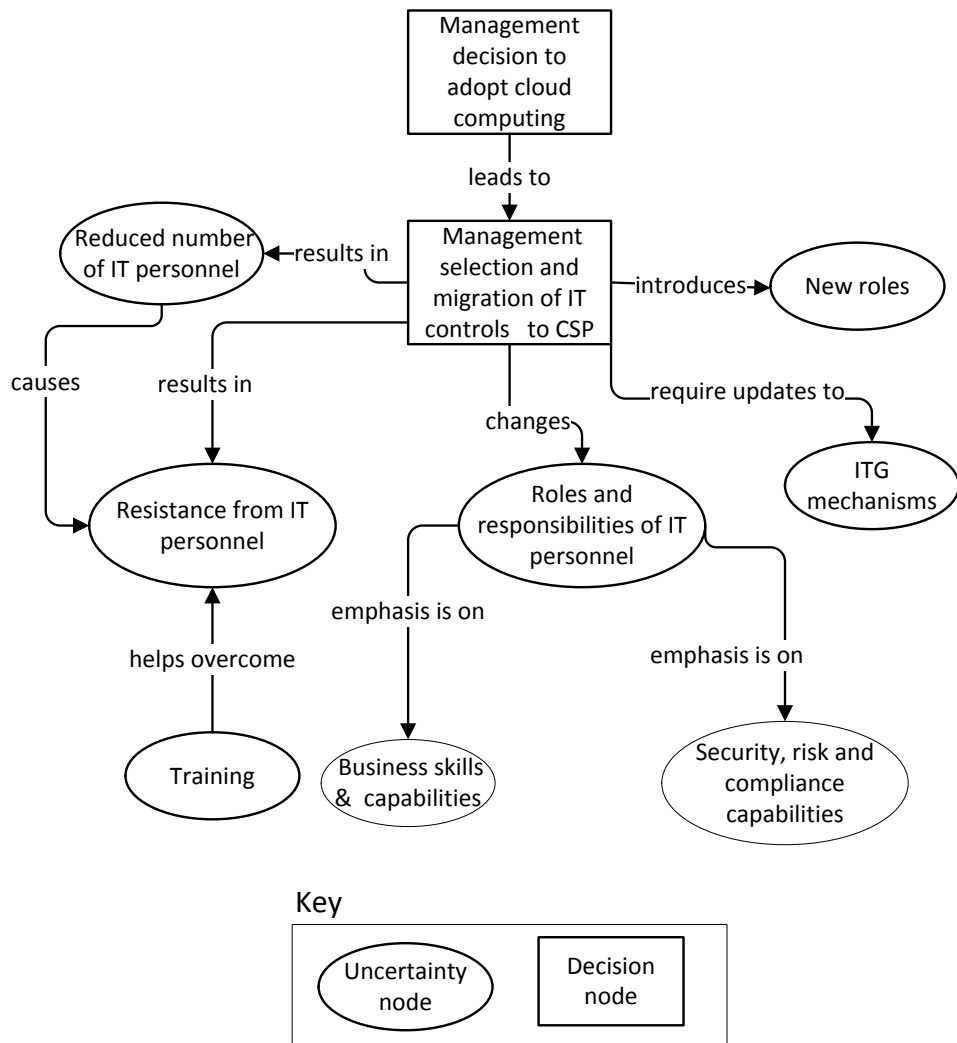 Management
decision to
adopt cloud
computing
leads to
Reduced number
of IT personnel
results in
Management
selection and
migration of IT
controls to CSP
introduces
New roles
causes
results in
changes
require updates to
ITG
mechanisms
Resistance from IT
personnel
Roles and
responsibilities of IT
personnel
emphasis is on
helps overcome
emphasis is on
Training
Business skills
& capabilities
Security, risk and
compliance
capabilities
Key
Uncertainty
node
Decision
node